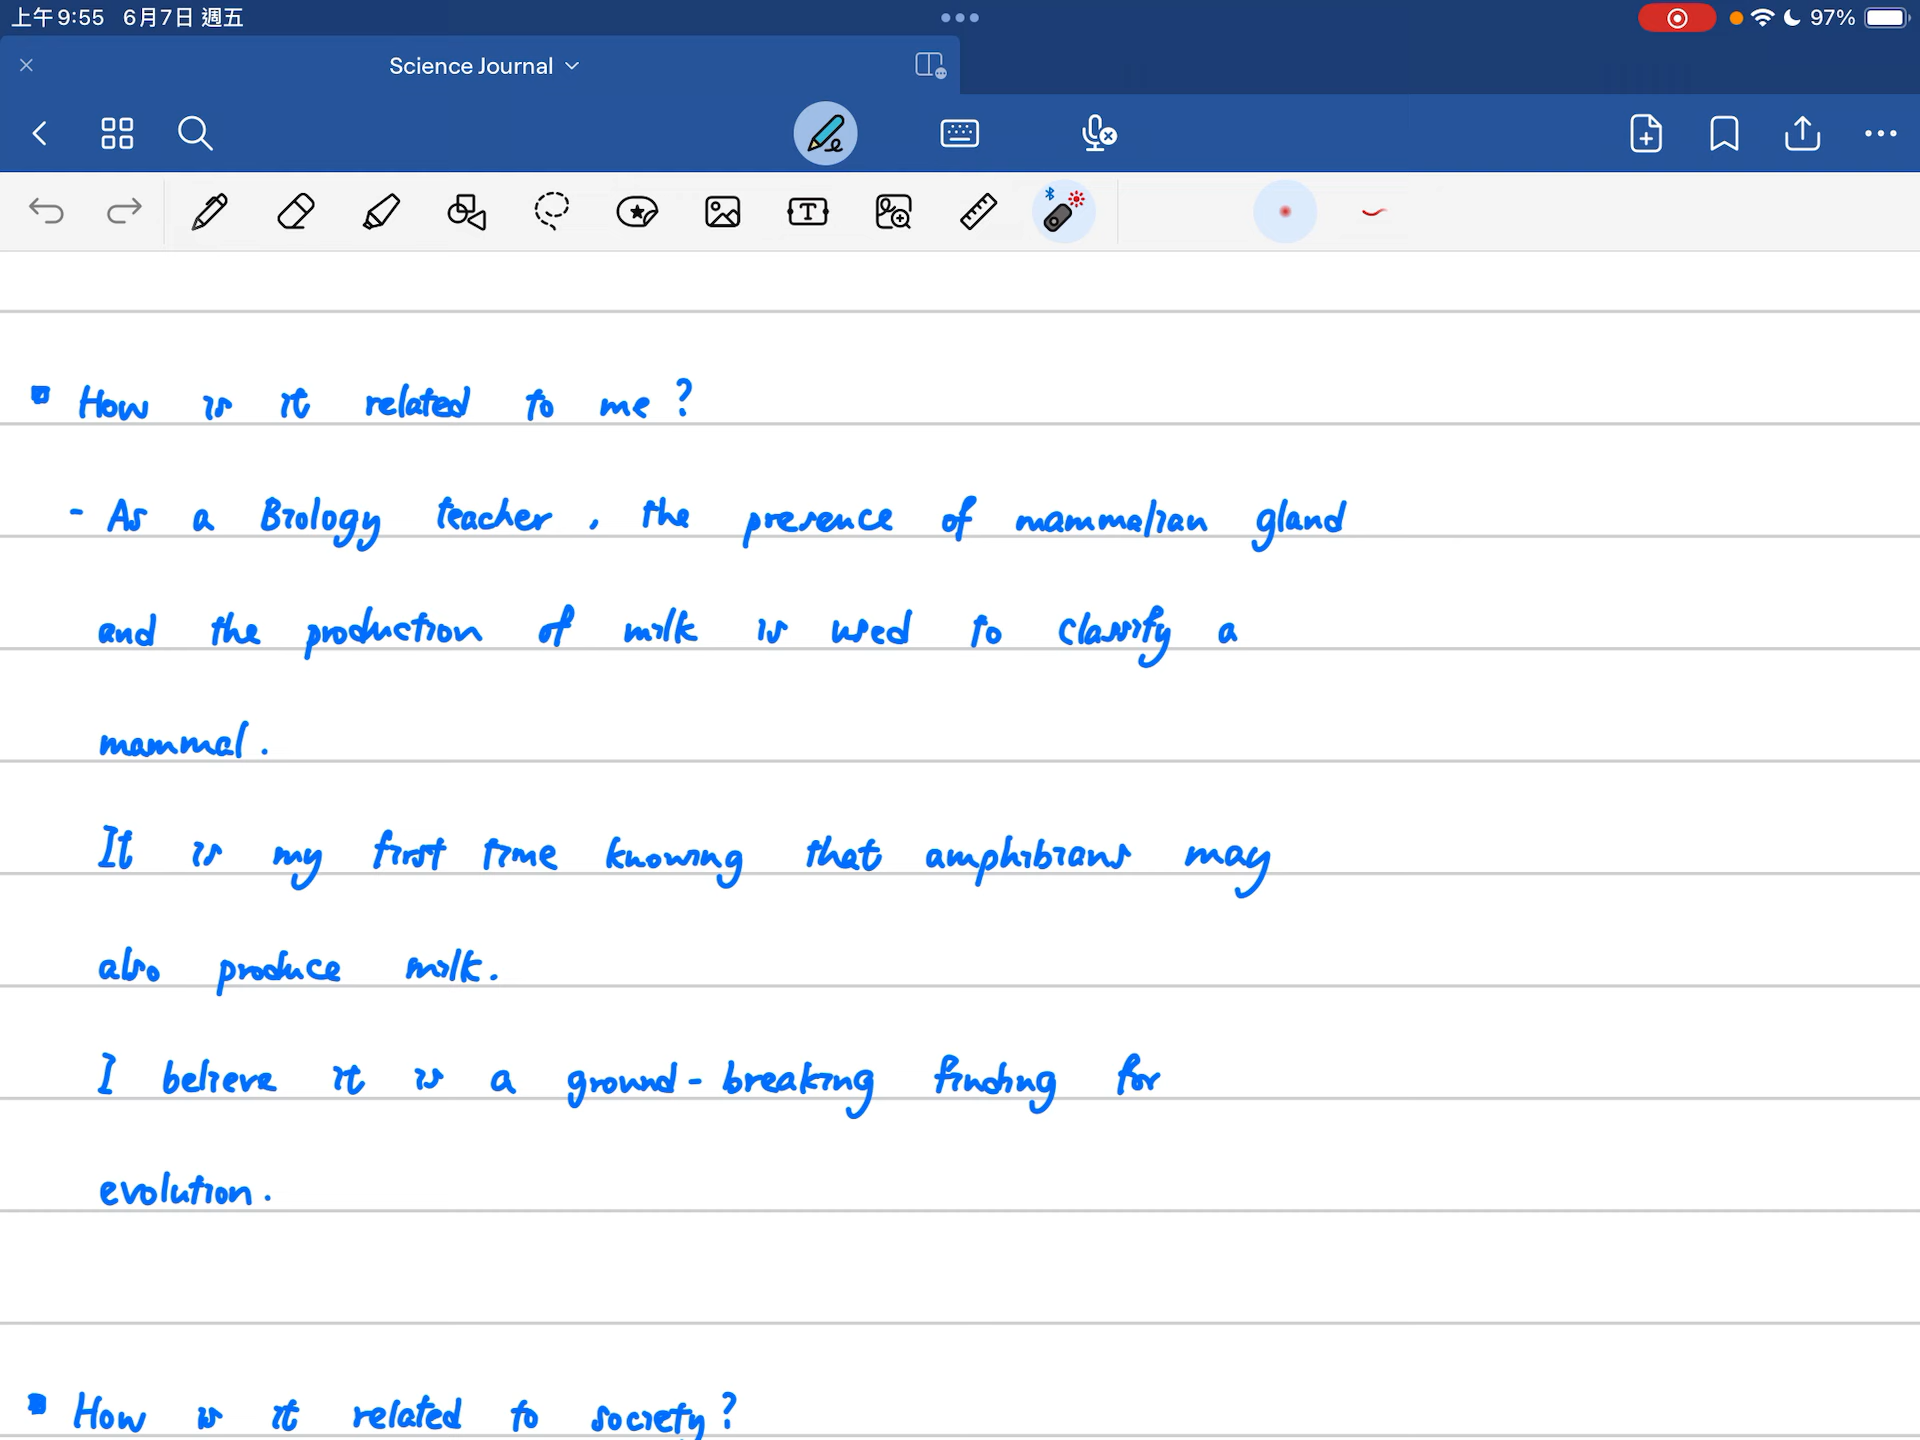 上午9:55 6月7日 週五
97%
Science Journal
How is it related to me?
- As a Biology teacher, the presence of mammalian gland
and the production of milk is used to classify a
mammal.
It is my first time knowing that amphibians may
also produce milk.
I believe it is a ground-breaking finding for
evolution.
How is it related to society?